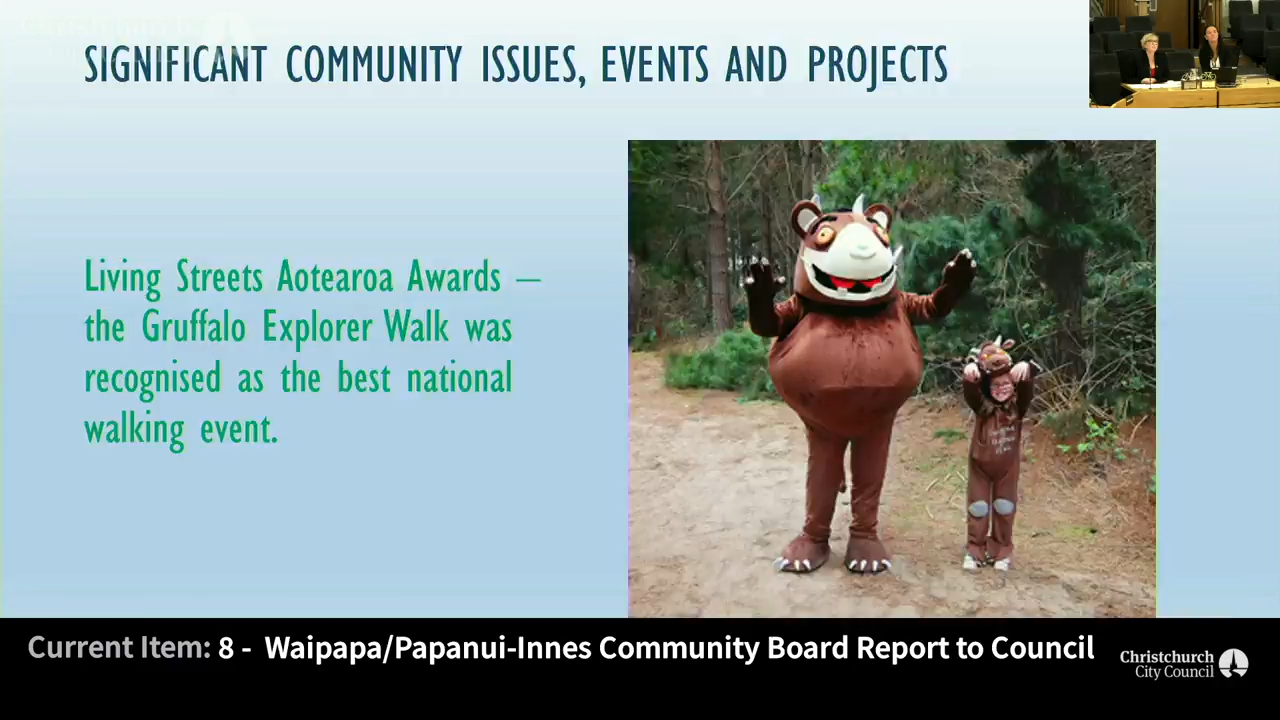 SIGNIFICANT COMMUNITY ISSUES, EVENTS AND PROJECTS
Living Streets Aotearoa Awards –
the Gruffalo Explorer Walk was
recognised as the best national
walking event.
Current Item: 8 - Waipapa/Papanui-Innes Community Board Report to Council
Christchurch
City Council